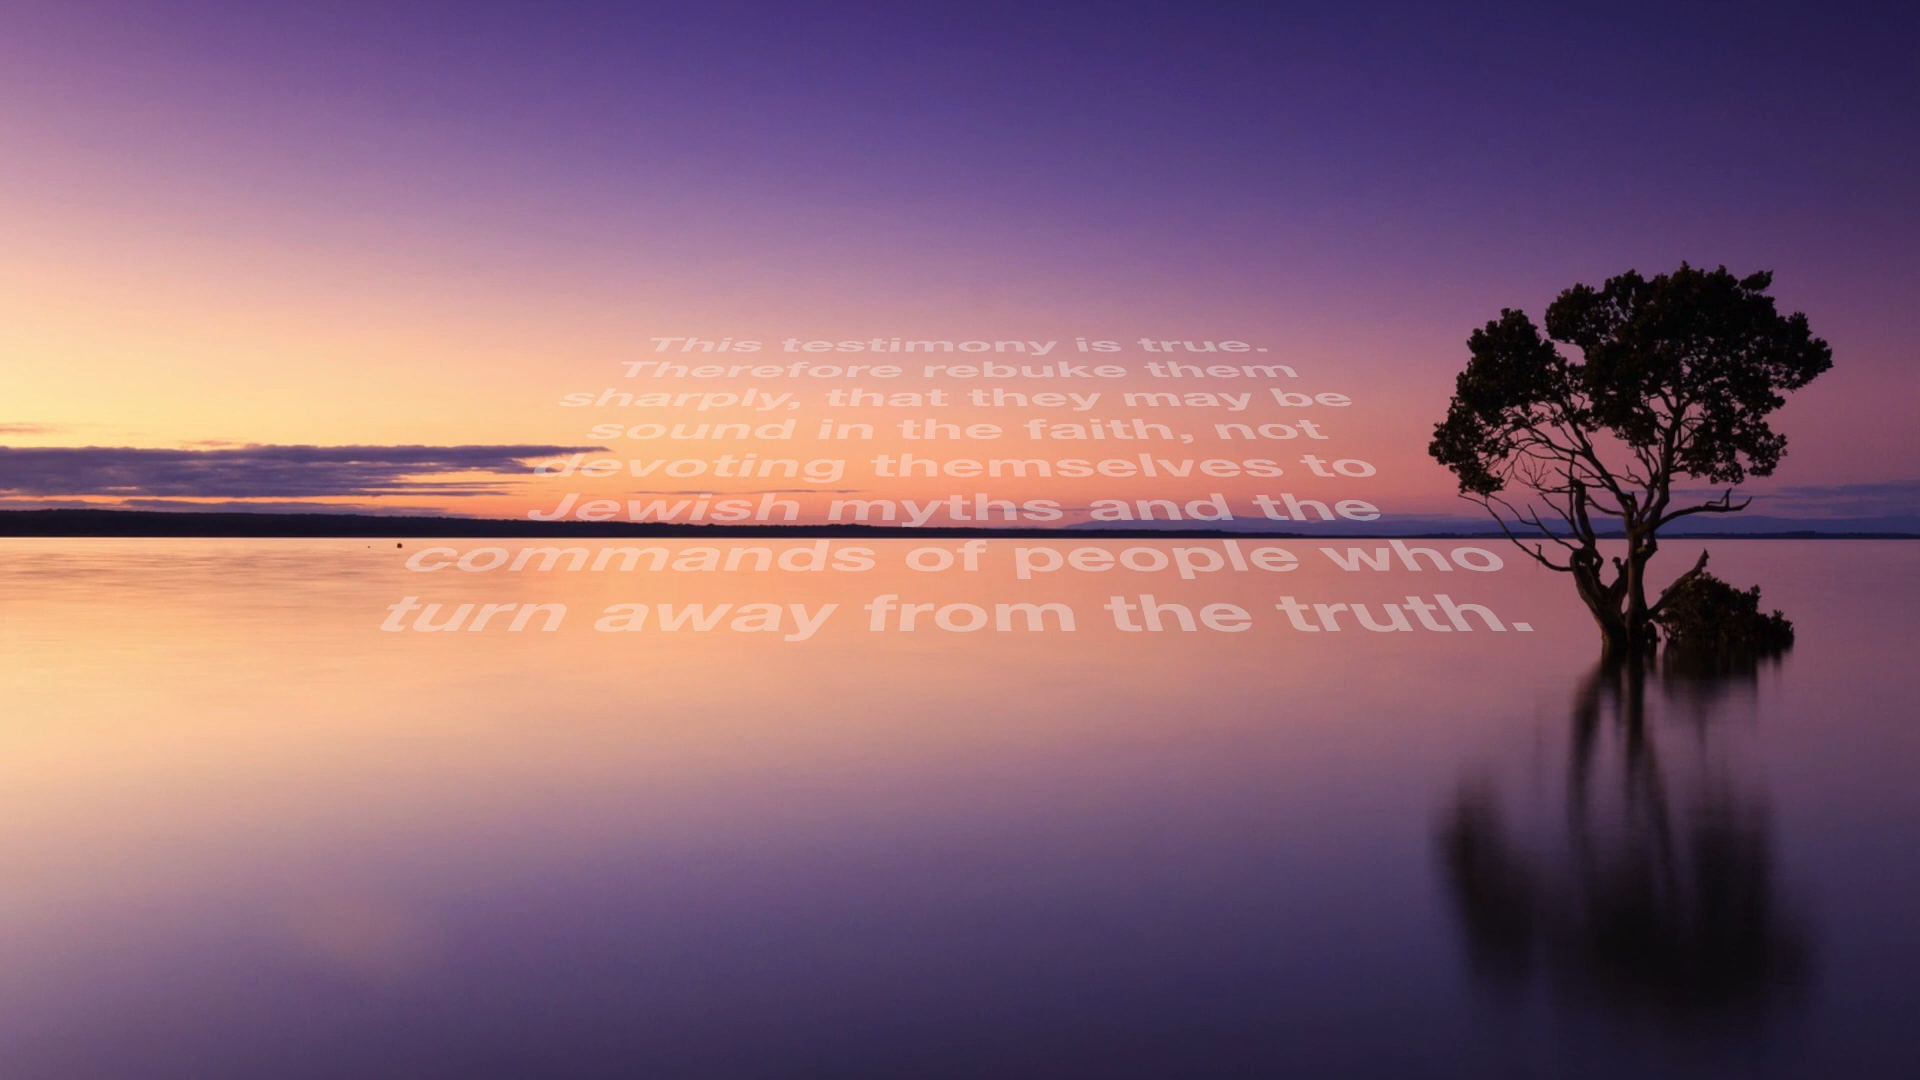 This testimony is true.
Therefore rebuke them
sharply, that they may be
sound in the faith, not
devoting themselves to
Jewish myths and the
commands of people who
turn away from the truth.